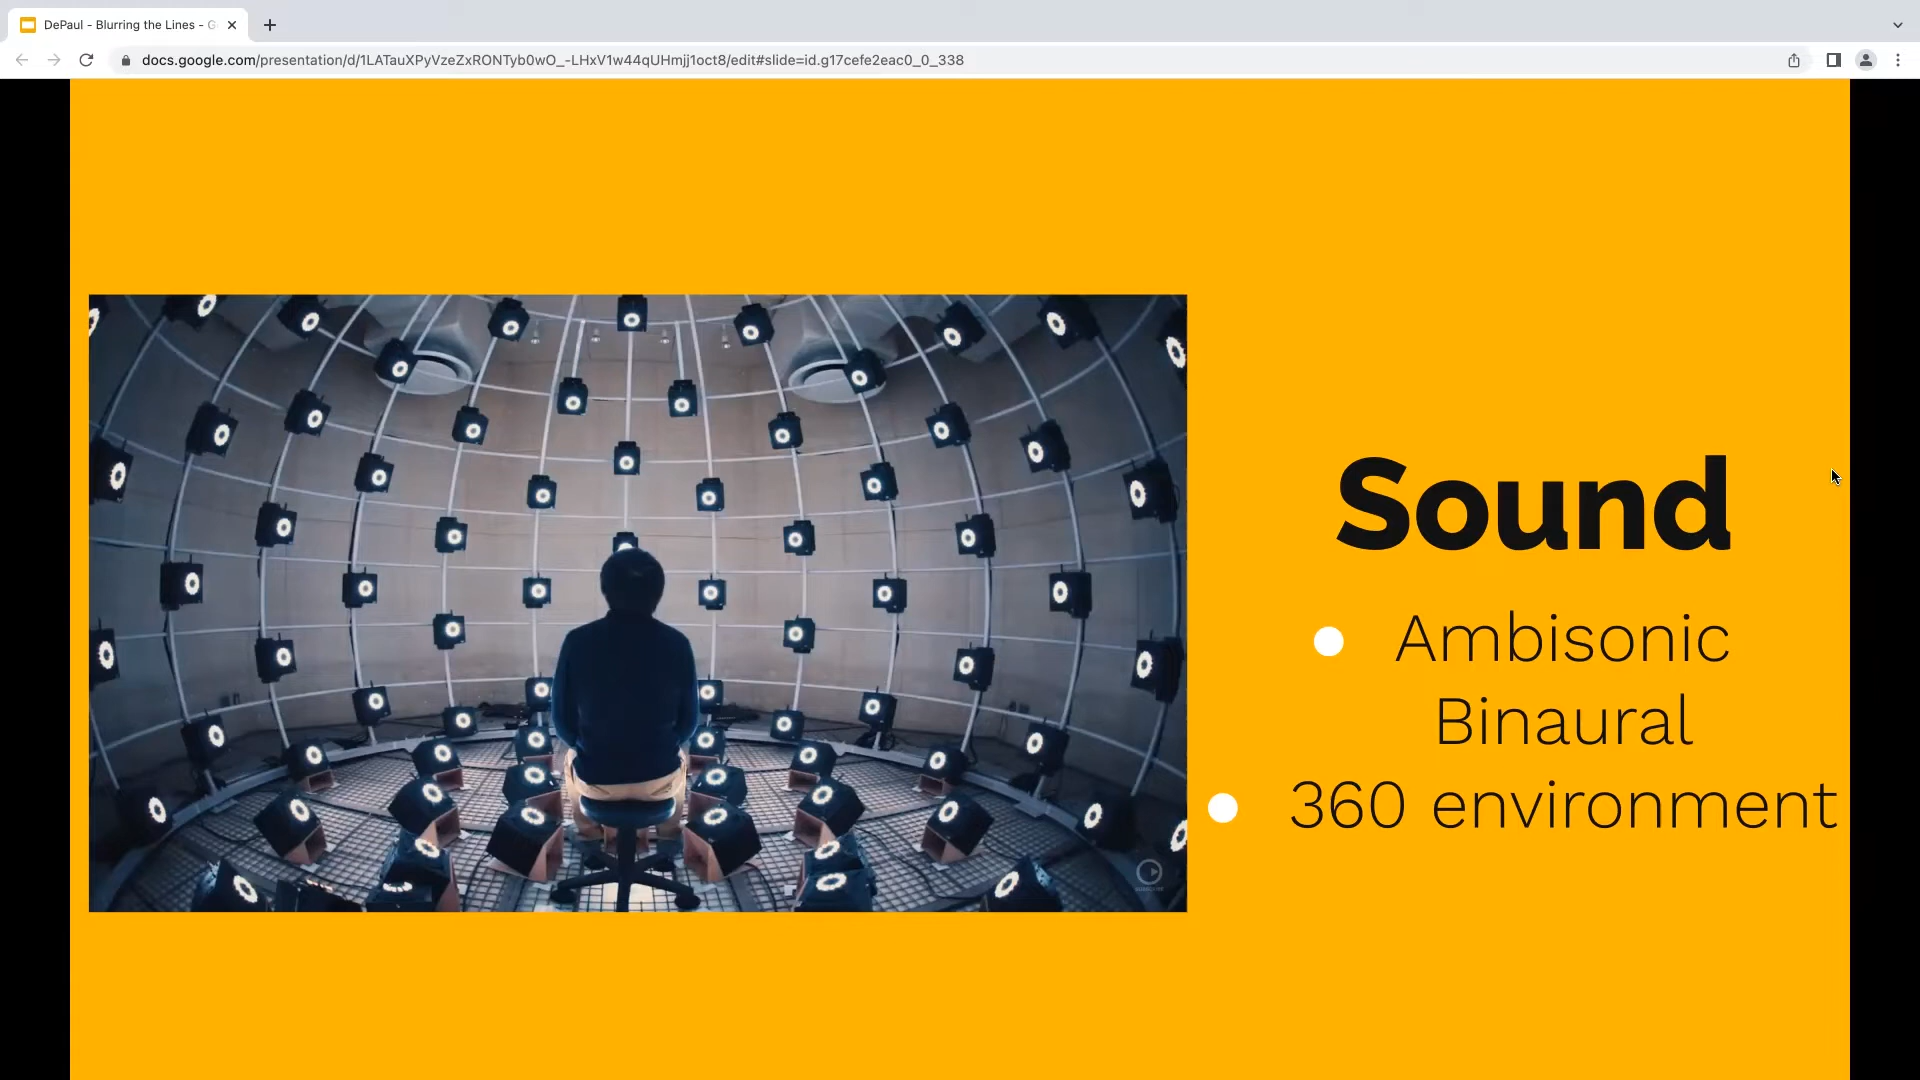 DePaul - Blurring the Lines - G
docs.google.com/presentation/d/1LATauXPyVzeZxRONTyb0wO_-LHxV1w44qUHmjj1oct8/edit#slide=id.g17cefe2eac0_0_338
Sound
Ambisonic
Binaural
360 environment